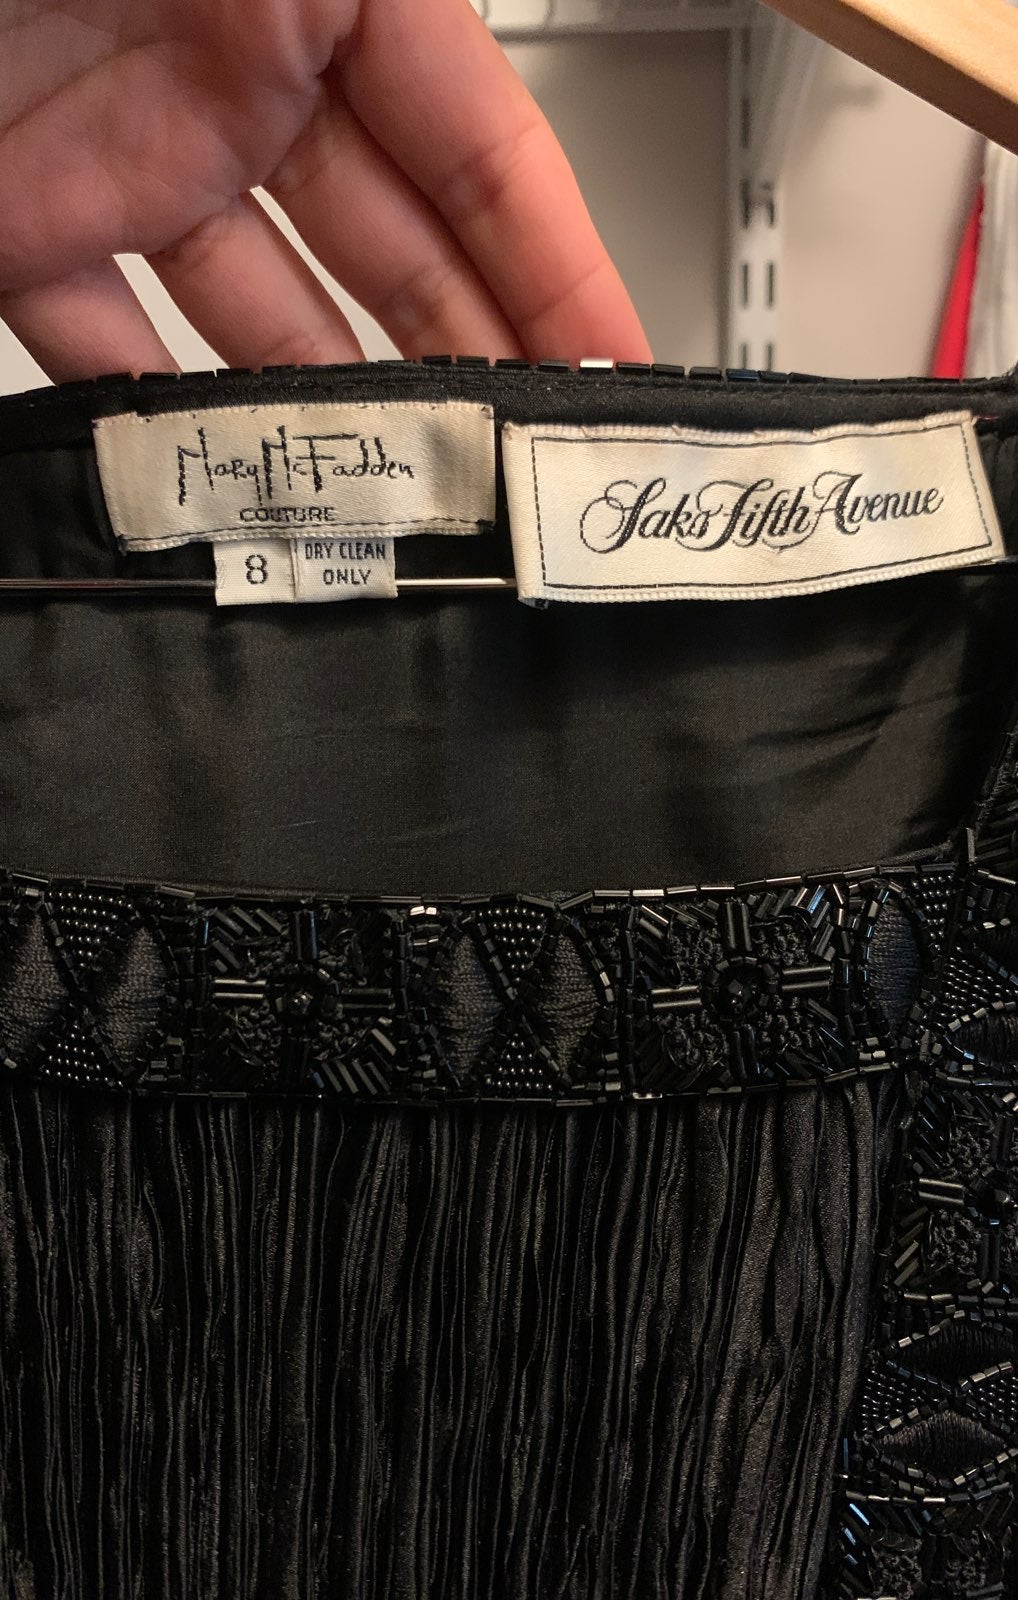 Mary McFadden
COUTURE
8
DRY CLEAN
ONLY
Saks Fifth Avenue